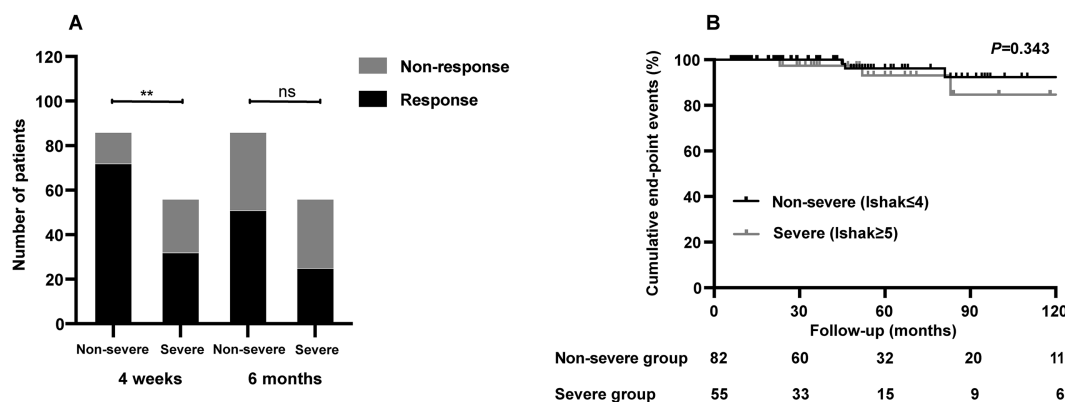 A
120
100
80
60
40
20
0
Number of patients
**
ns
Non-response
Response
Non-severe Severe Non-severe Severe
4 weeks 6 months
B
P=0.343
100
80
60
40
20
0
Cumulative end-point events (%)
Non-severe (Ishak≤4)
Severe (Ishak≥5)
0 30 60 90 120
Follow-up (months)
Non-severe group 82 60 32 20 11
Severe group 55 33 15 9 6